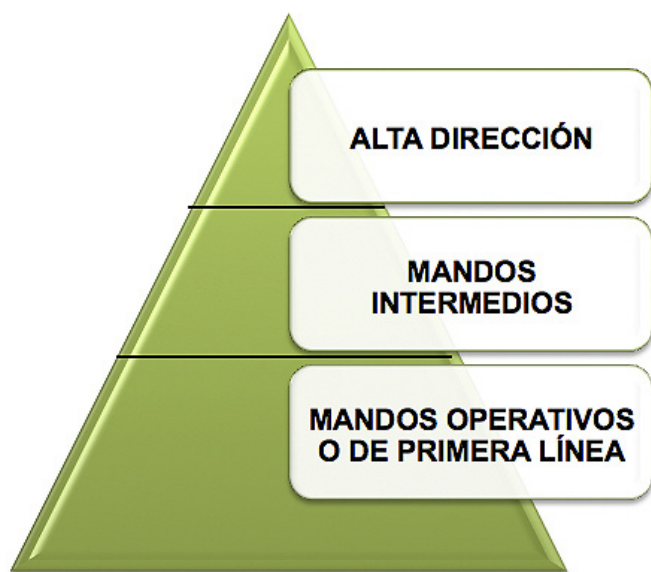 ALTA DIRECCIÓN
MANDOS
INTERMEDIOS
MANDOS OPERATIVOS
O DE PRIMERA LÍNEA